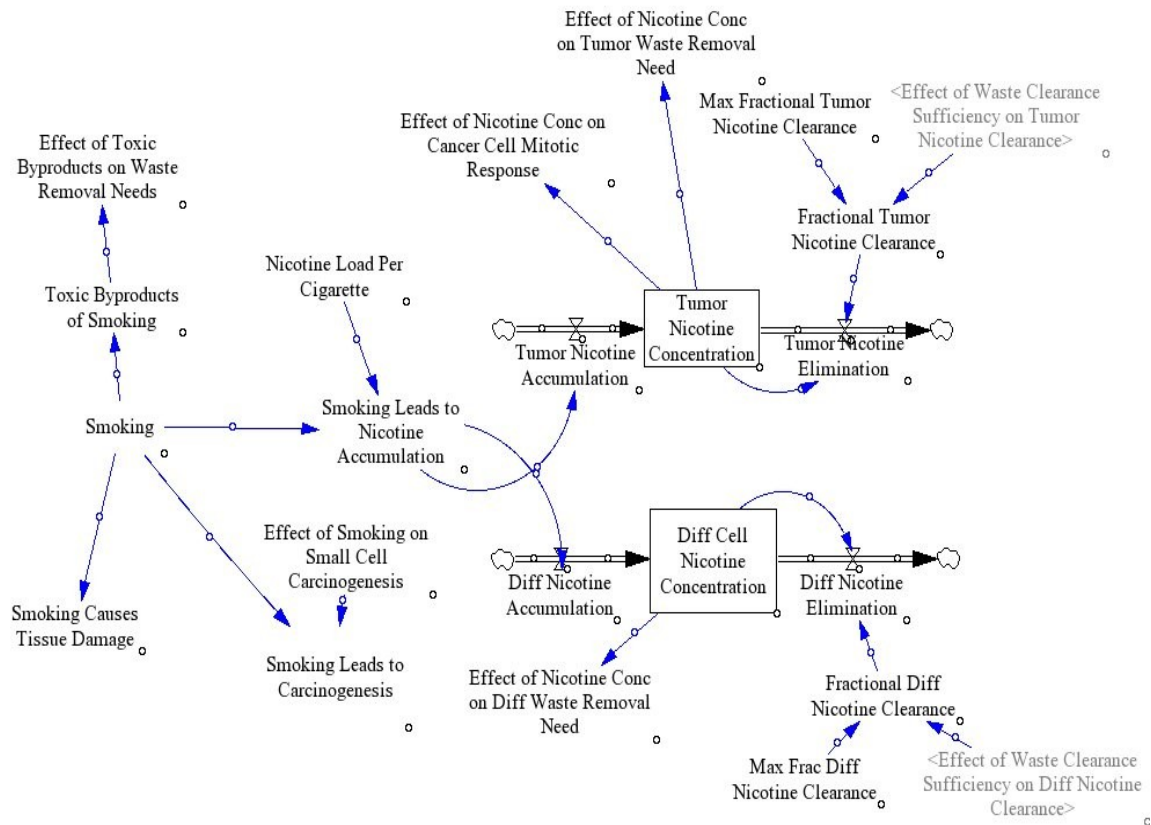 Effect of Nicotine Conc
on Tumor Waste Removal
Need
Max Fractional Tumor
Nicotine Clearance
<Effect of Waste Clearance
Sufficiency on Tumor
Nicotine Clearance>
Effect of Nicotine Conc on
Cancer Cell Mitotic
Response
Effect of Toxic
Byproducts on Waste
Removal Needs
Fractional Tumor
Nicotine Clearance
Nicotine Load Per
Cigarette
Toxic Byproducts
of Smoking
Tumor
Nicotine
Concentration
Tumor Nicotine
Accumulation
Tumor Nicotine
Elimination
Smoking
Smoking Leads to
Nicotine
Accumulation
Effect of Smoking on
Small Cell
Carcinogenesis
Diff Cell
Nicotine
Concentration
Diff Nicotine
Accumulation
Diff Nicotine
Elimination
Smoking Causes
Tissue Damage
Smoking Leads to
Carcinogenesis
Effect of Nicotine Conc
on Diff Waste Removal
Need
Fractional Diff
Nicotine Clearance
Max Frac Diff
Nicotine Clearance
<Effect of Waste Clearance
Sufficiency on Diff Nicotine
Clearance>